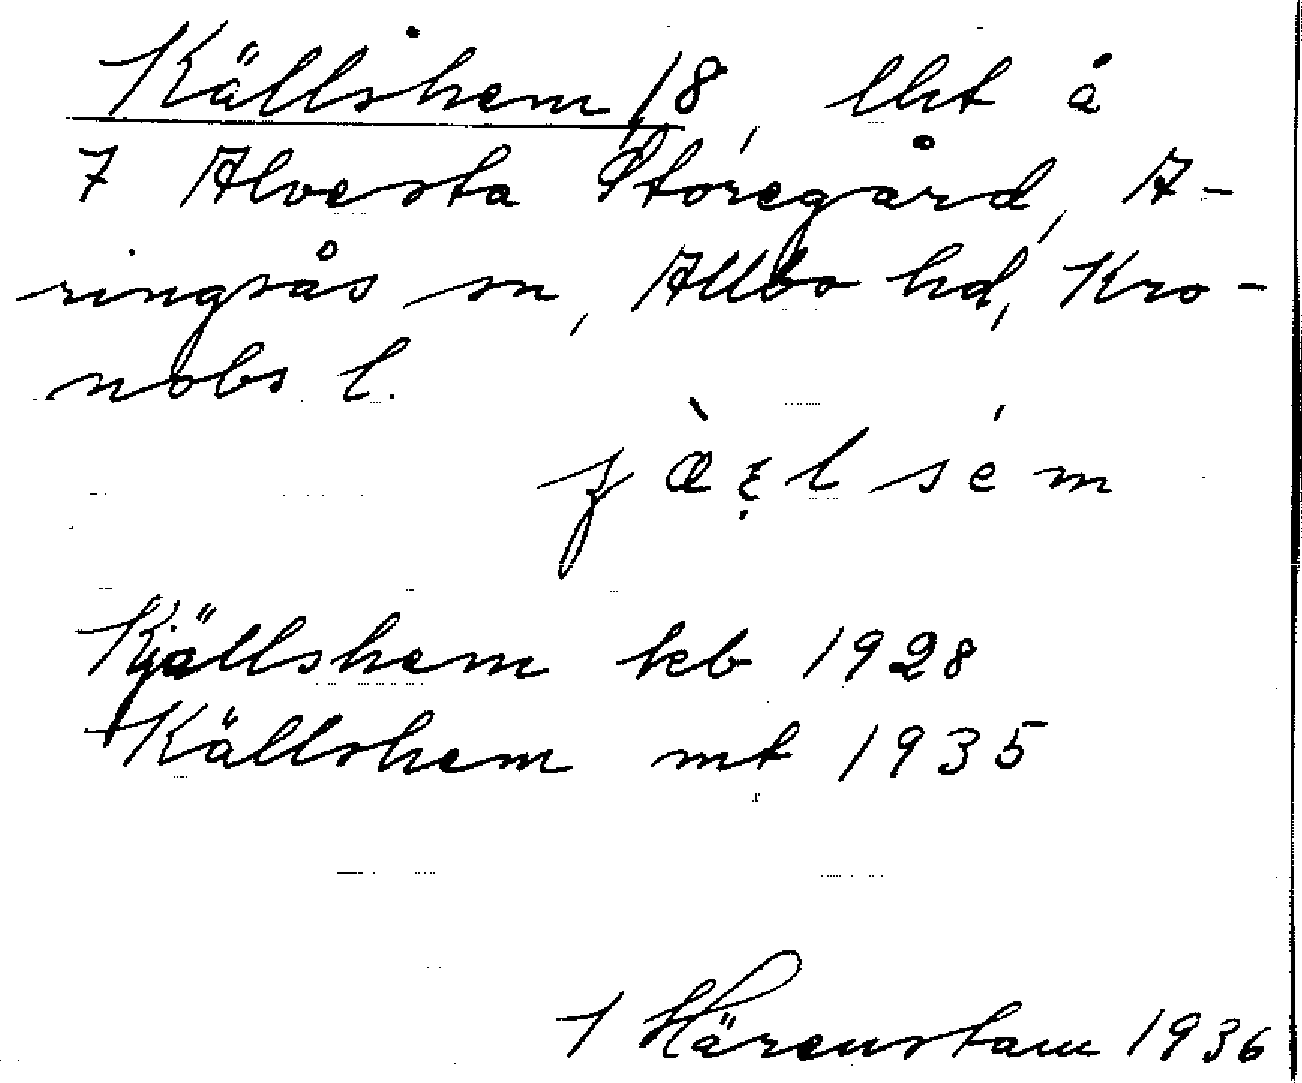 Källshem 18, lht å
7 Alvesta Storegård, A-
ringsås sn, Allbo hd, Kro-
nobs l.
Kjällshem kb 1928
Källshem mt 1935
Härenstam 1936